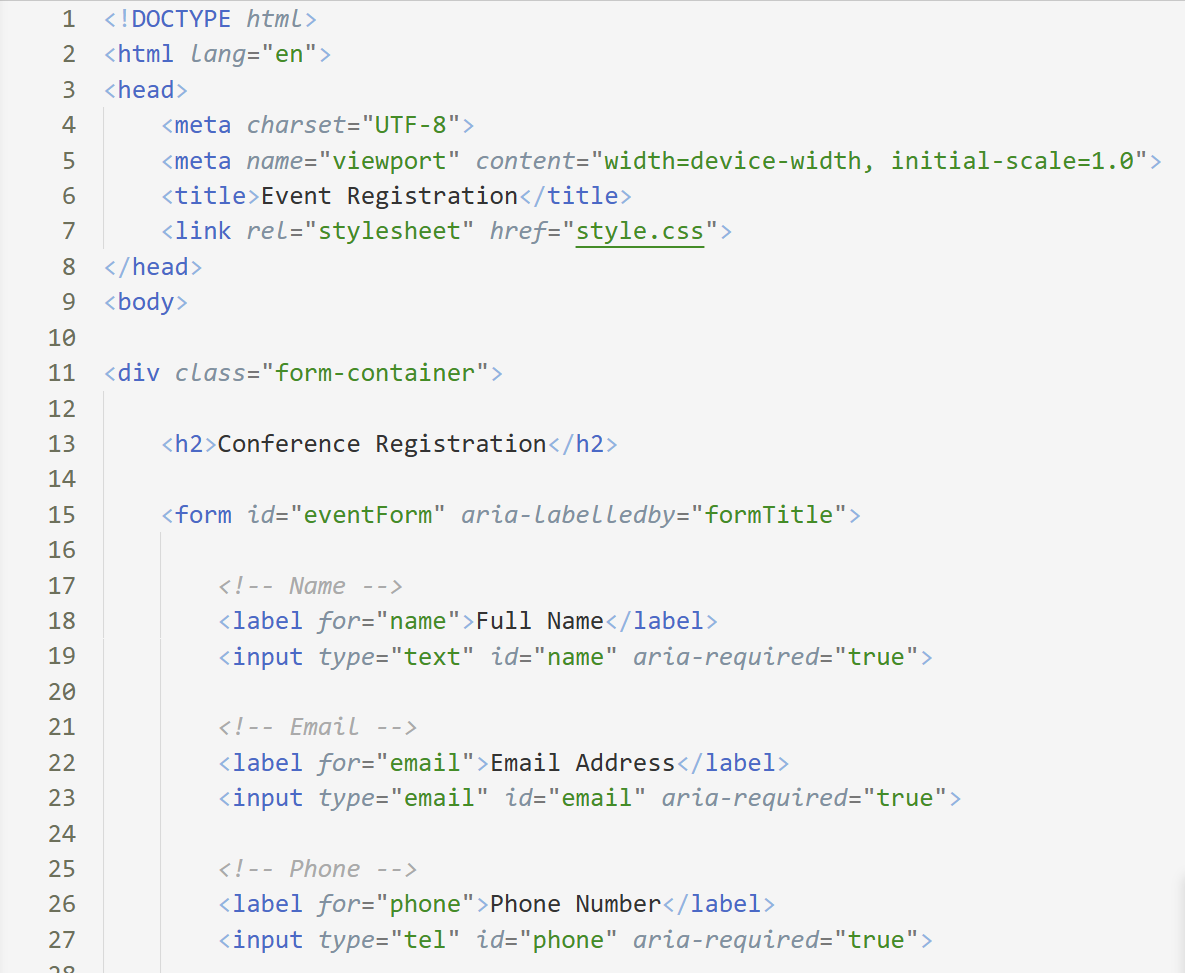 1 <!DOCTYPE html>
2 <html lang="en">
3 <head>
4     <meta charset="UTF-8">
5     <meta name="viewport" content="width=device-width, initial-scale=1.0">
6     <title>Event Registration</title>
7     <link rel="stylesheet" href="style.css">
8 </head>
9 <body>
10
11 <div class="form-container">
12
13     <h2>Conference Registration</h2>
14
15     <form id="eventForm" aria-labelledby="formTitle">
16
17         <!-- Name -->
18         <label for="name">Full Name</label>
19         <input type="text" id="name" aria-required="true">
20
21         <!-- Email -->
22         <label for="email">Email Address</label>
23         <input type="email" id="email" aria-required="true">
24
25         <!-- Phone -->
26         <label for="phone">Phone Number</label>
27         <input type="tel" id="phone" aria-required="true">
28